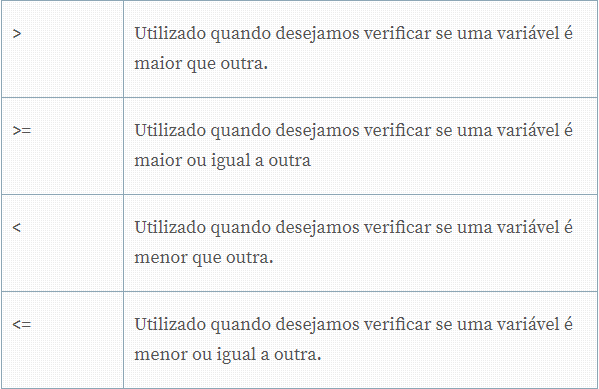 > Utilizado quando desejamos verificar se uma variável é
maior que outra.
>= Utilizado quando desejamos verificar se uma variável é
maior ou igual a outra
< Utilizado quando desejamos verificar se uma variável é
menor que outra.
<= Utilizado quando desejamos verificar se uma variável é
menor ou igual a outra.